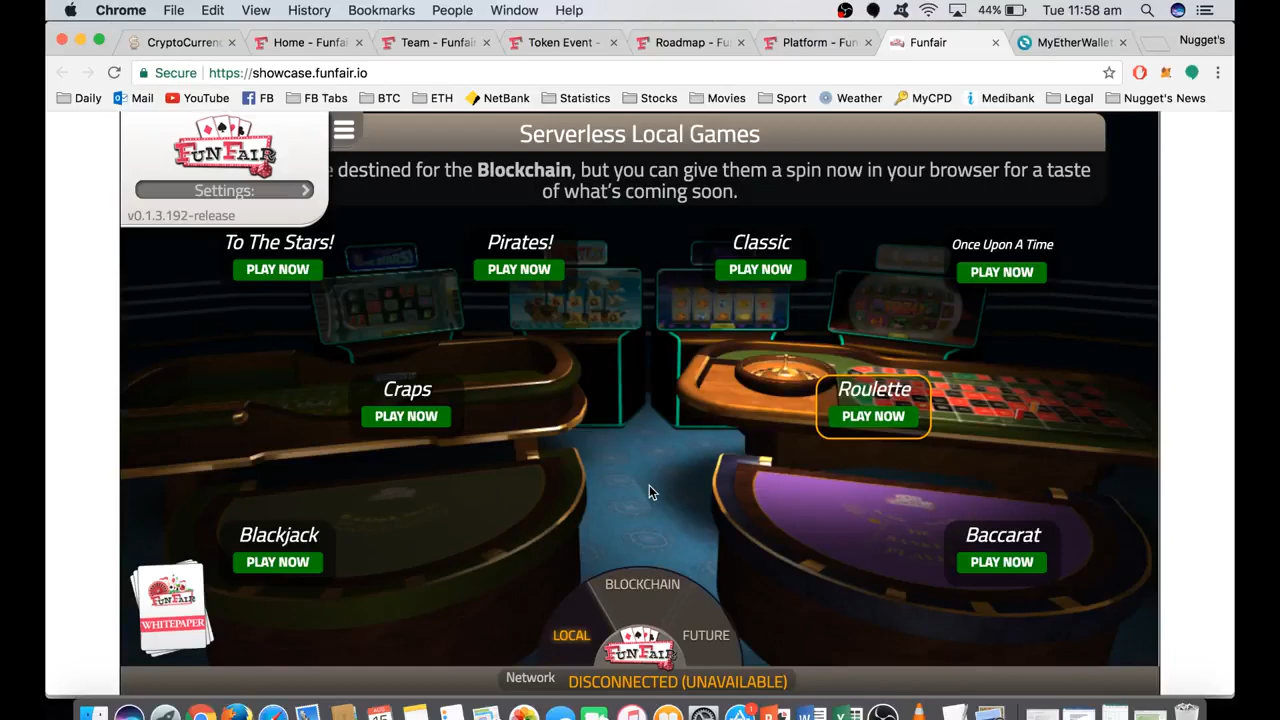 Chrome File Edit View History Bookmarks People Window Help 44% Tue 11:58 am
CryptoCurrenc Home - Funfai Team - Funfair Token Event - Roadmap - Fun Platform - Func Funfair MyEtherWallet Nugget's
Secure https://showcase.funfair.io
Daily Mail YouTube FB FB Tabs BTC ETH NetBank Statistics Stocks Movies Sport Weather MyCPD Medibank Legal Nugget's News
FUNFAIR
Settings:
v0.1.3.192-release
Serverless Local Games
e destined for the Blockchain, but you can give them a spin now in your browser for a taste
of what's coming soon.
To The Stars! Pirates! Classic Once Upon A Time
PLAY NOW PLAY NOW PLAY NOW PLAY NOW
Craps Roulette
PLAY NOW PLAY NOW
Blackjack Baccarat
PLAY NOW PLAY NOW
FUNFAIR
WHITEPAPER
BLOCKCHAIN
LOCAL FUTURE
FUNFAIR
Network DISCONNECTED (UNAVAILABLE)